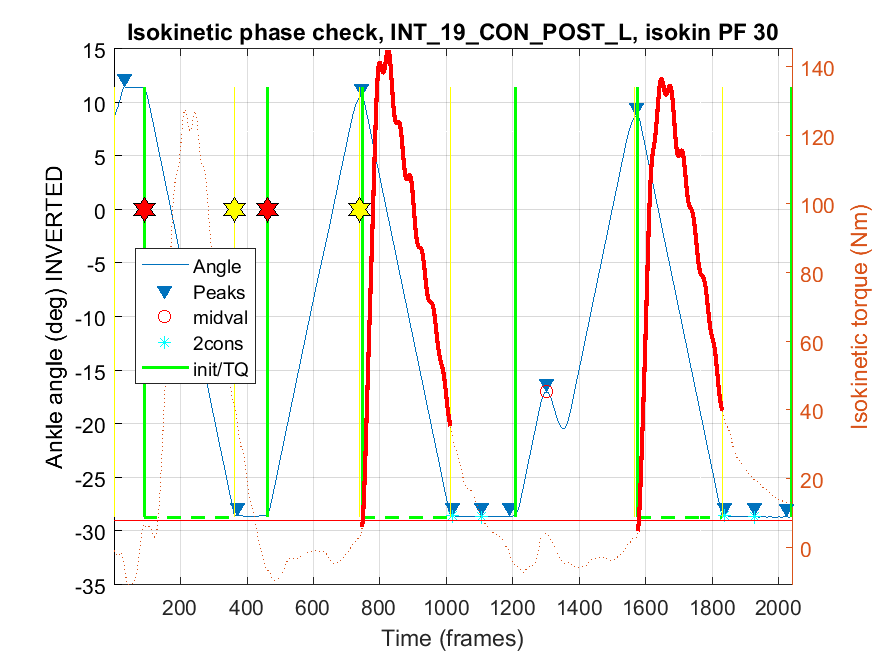 Isokinetic phase check, INT_19_CON_POST_L, isokin PF 30
Ankle angle (deg) INVERTED
15
10
5
0
-5
-10
-15
-20
-25
-30
-35
Angle
Peaks
midval
2cons
init/TQ
140
120
100
80
60
40
20
0
Isokinetic torque (Nm)
200 400 600 800 1000 1200 1400 1600 1800 2000
Time (frames)